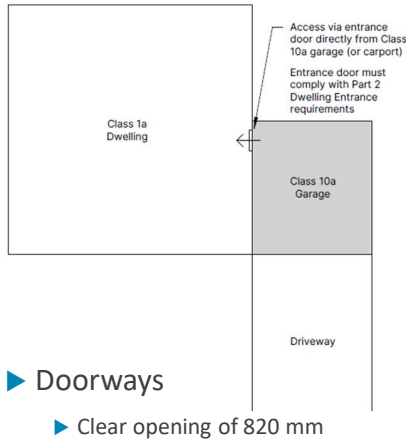 Access via entrance
door directly from Class
10a garage (or carport)
Entrance door must
comply with Part 2
Dwelling Entrance
requirements
Class 1a
Dwelling
Class 10a
Garage
Driveway
Doorways
Clear opening of 820 mm